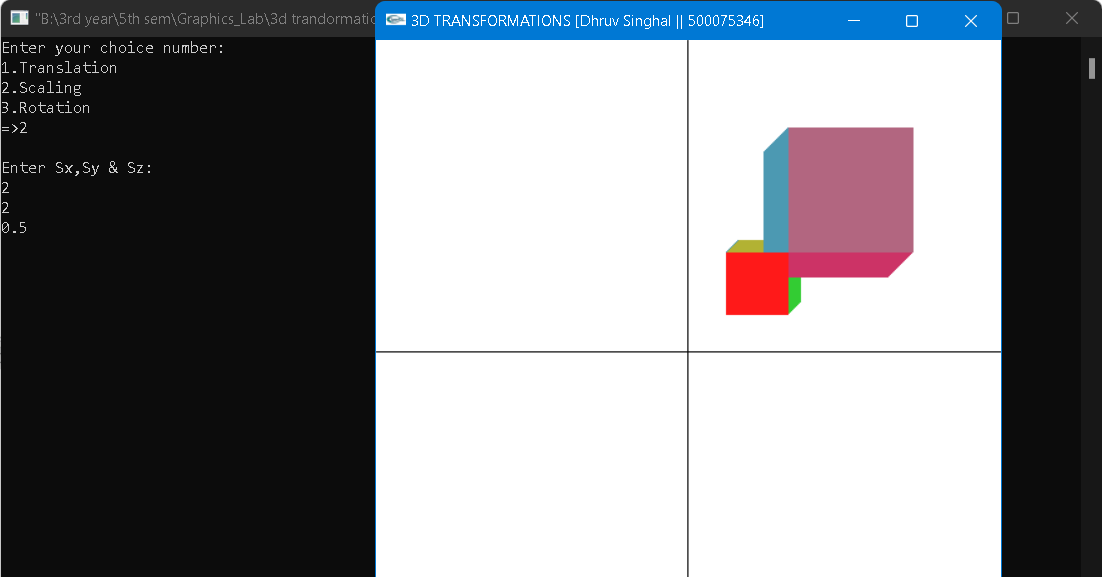 "B:\3rd year\5th sem\Graphics_Lab\3d trandormatio
3D TRANSFORMATIONS [Dhruv Singhal || 500075346]
Enter your choice number:
1.Translation
2.Scaling
3.Rotation
=>2
Enter Sx,Sy & Sz:
2
2
0.5